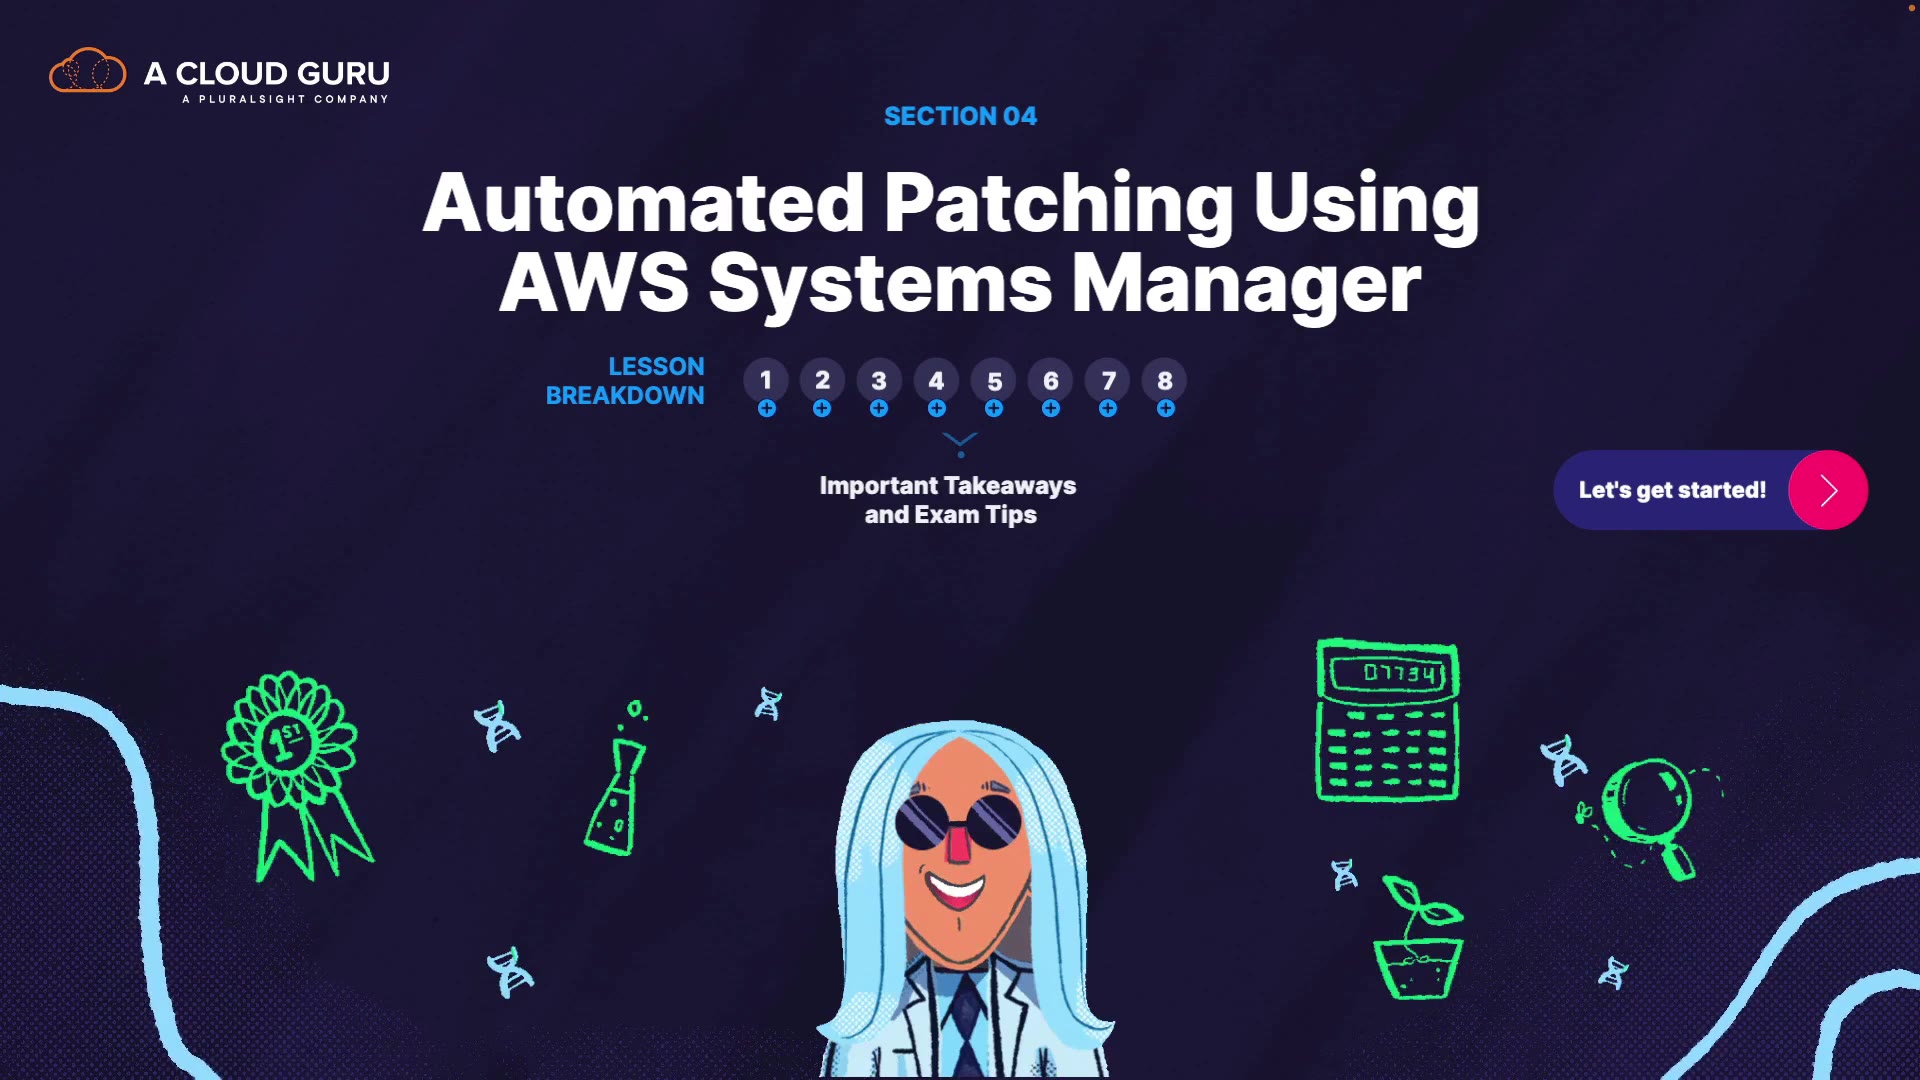 A CLOUD GURU
A PLURALSIGHT COMPANY
SECTION 04
Automated Patching Using
AWS Systems Manager
LESSON
BREAKDOWN
1 2 3 4 5 6 7 8
Important Takeaways
and Exam Tips
Let's get started!
1ST
07734